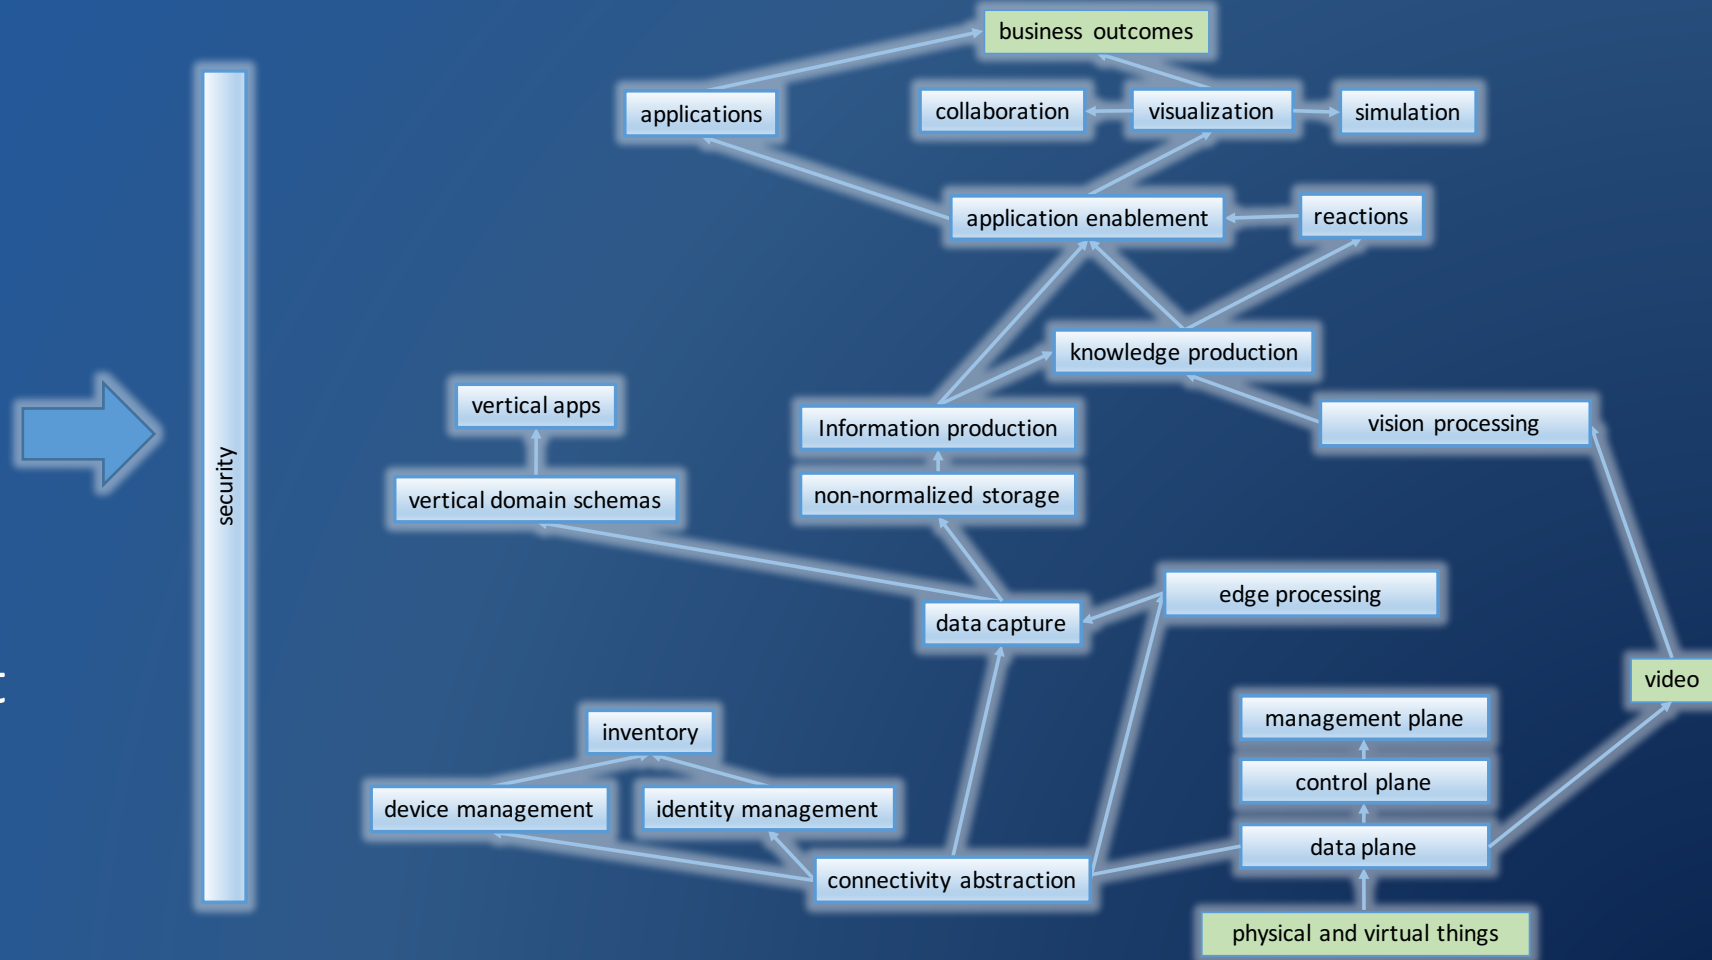 business outcomes
applications
collaboration
visualization
simulation
application enablement
reactions
knowledge production
vertical apps
Information production
vision processing
security
vertical domain schemas
non-normalized storage
edge processing
data capture
video
t
management plane
inventory
control plane
device management
identity management
data plane
connectivity abstraction
physical and virtual things